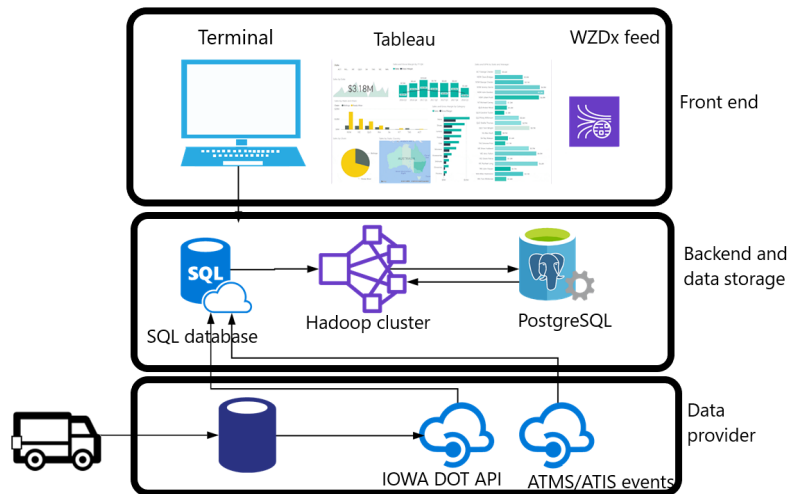 Terminal
Tableau
WZDx feed
$3.18M
Front end
SQL
SQL database
Hadoop cluster
PostgreSQL
Backend and
data storage
IOWA DOT API
ATMS/ATIS events
Data
provider